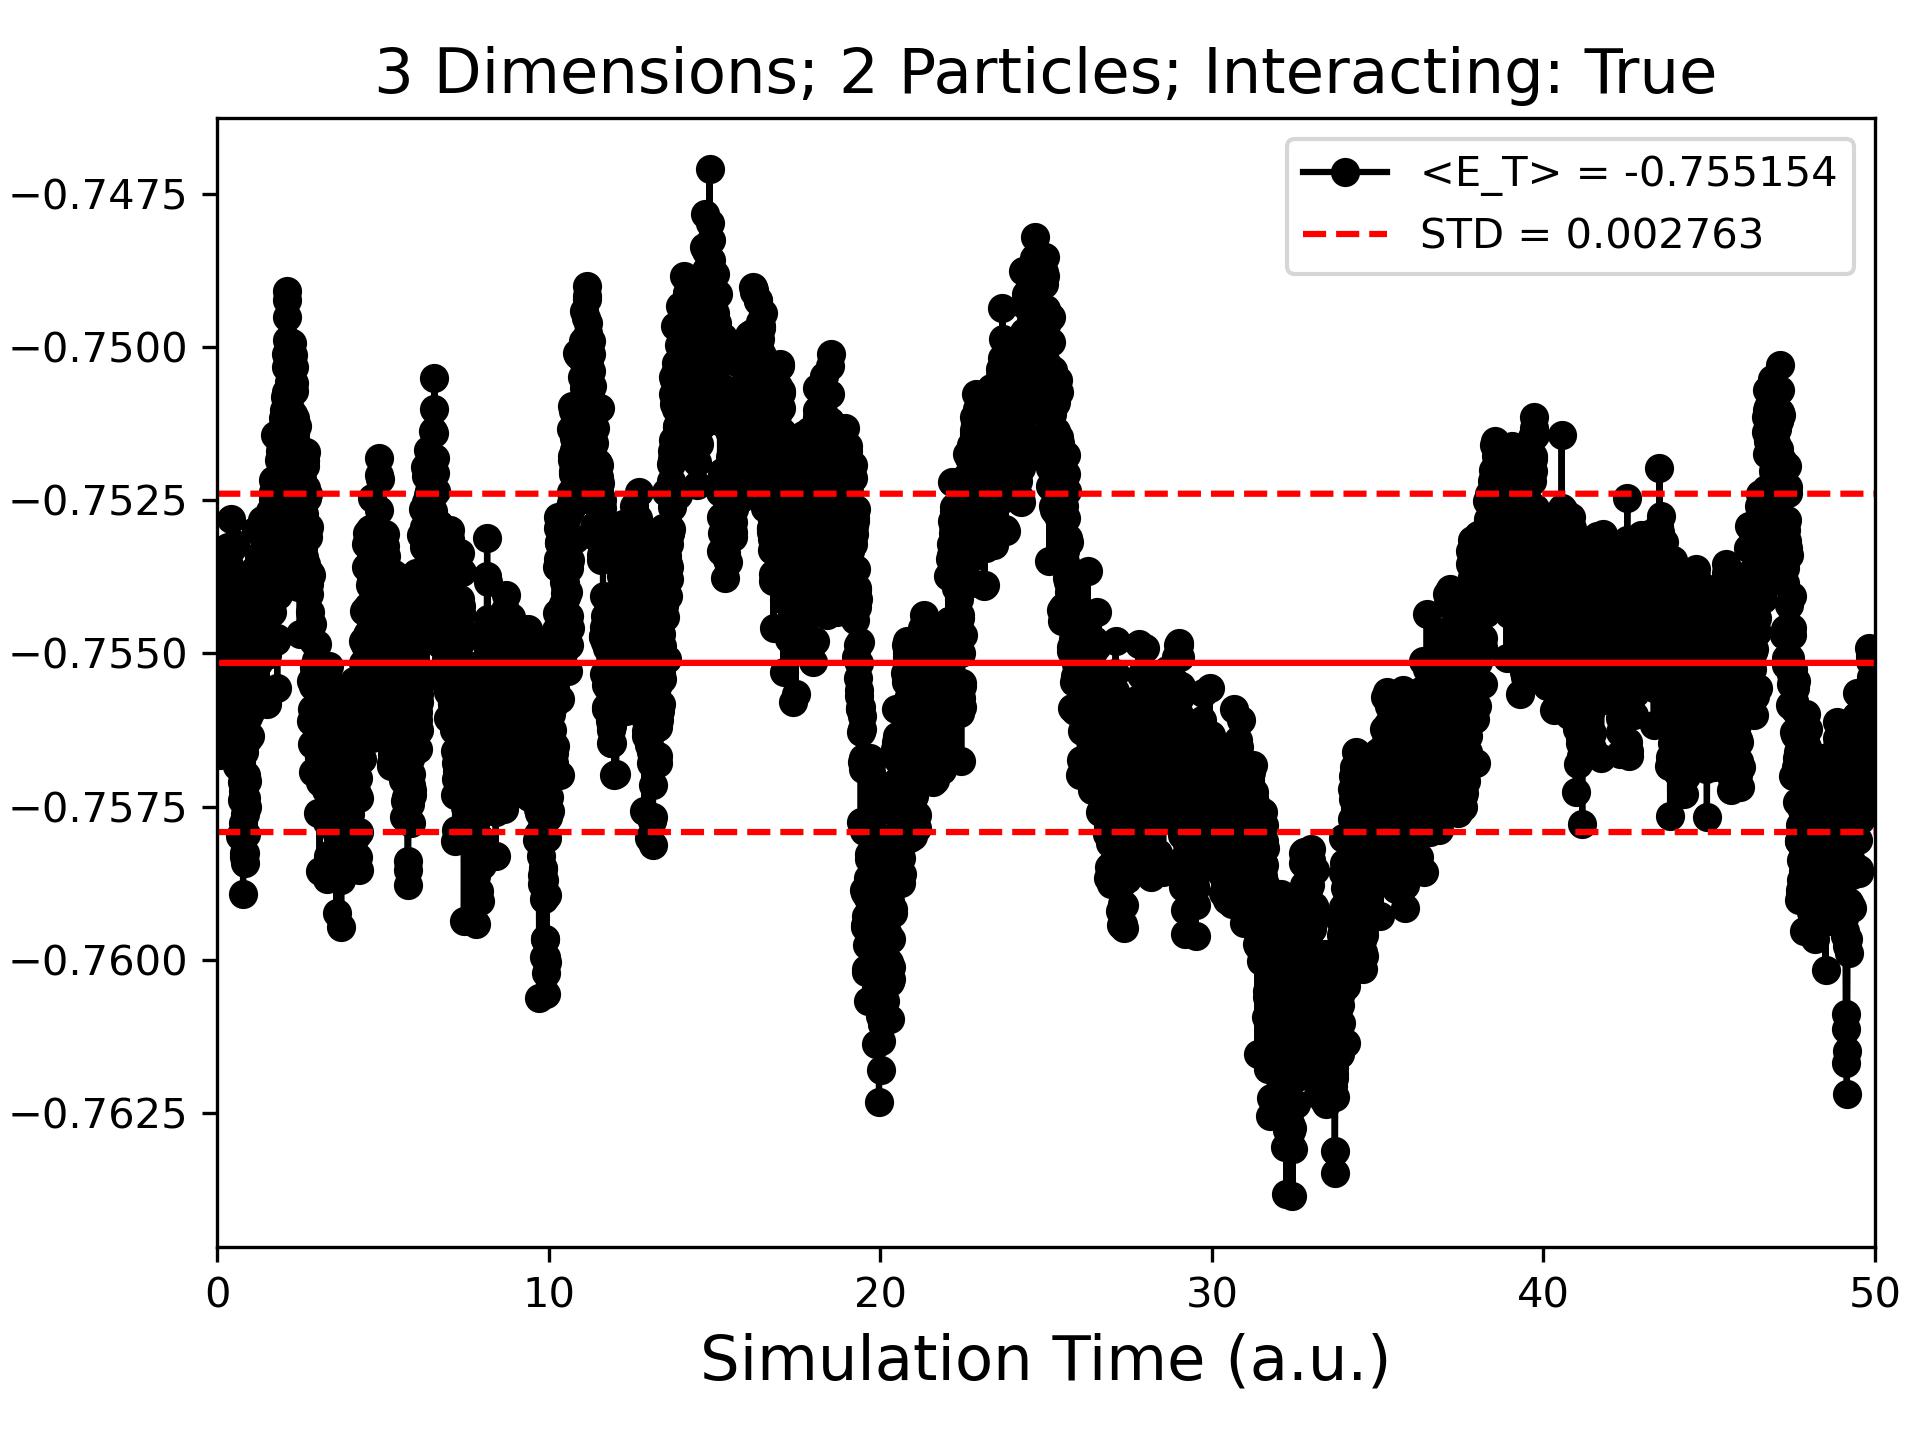 3 Dimensions; 2 Particles; Interacting: True
<E_T> = -0.755154
STD = 0.002763
−0.7475
−0.7500
−0.7525
−0.7550
−0.7575
−0.7600
−0.7625
0 10 20 30 40 50
Simulation Time (a.u.)